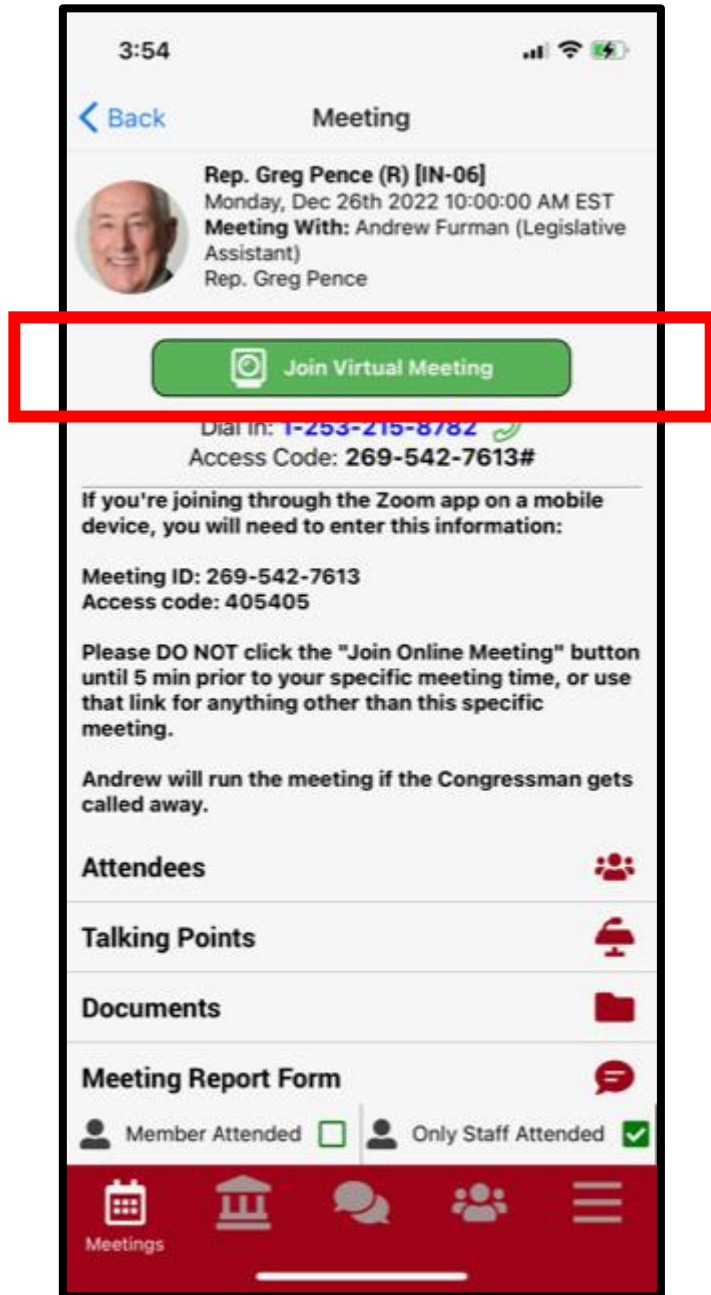 3:54
Back
Meeting
Rep. Greg Pence (R) [IN-06]
Monday, Dec 26th 2022 10:00:00 AM EST
Meeting With: Andrew Furman (Legislative
Assistant)
Rep. Greg Pence
Join Virtual Meeting
Dial In: 1-253-215-8782
Access Code: 269-542-7613#
If you're joining through the Zoom app on a mobile
device, you will need to enter this information:
Meeting ID: 269-542-7613
Access code: 405405
Please DO NOT click the "Join Online Meeting" button
until 5 min prior to your specific meeting time, or use
that link for anything other than this specific
meeting.
Andrew will run the meeting if the Congressman gets
called away.
Attendees
Talking Points
Documents
Meeting Report Form
Member Attended
Only Staff Attended
Meetings